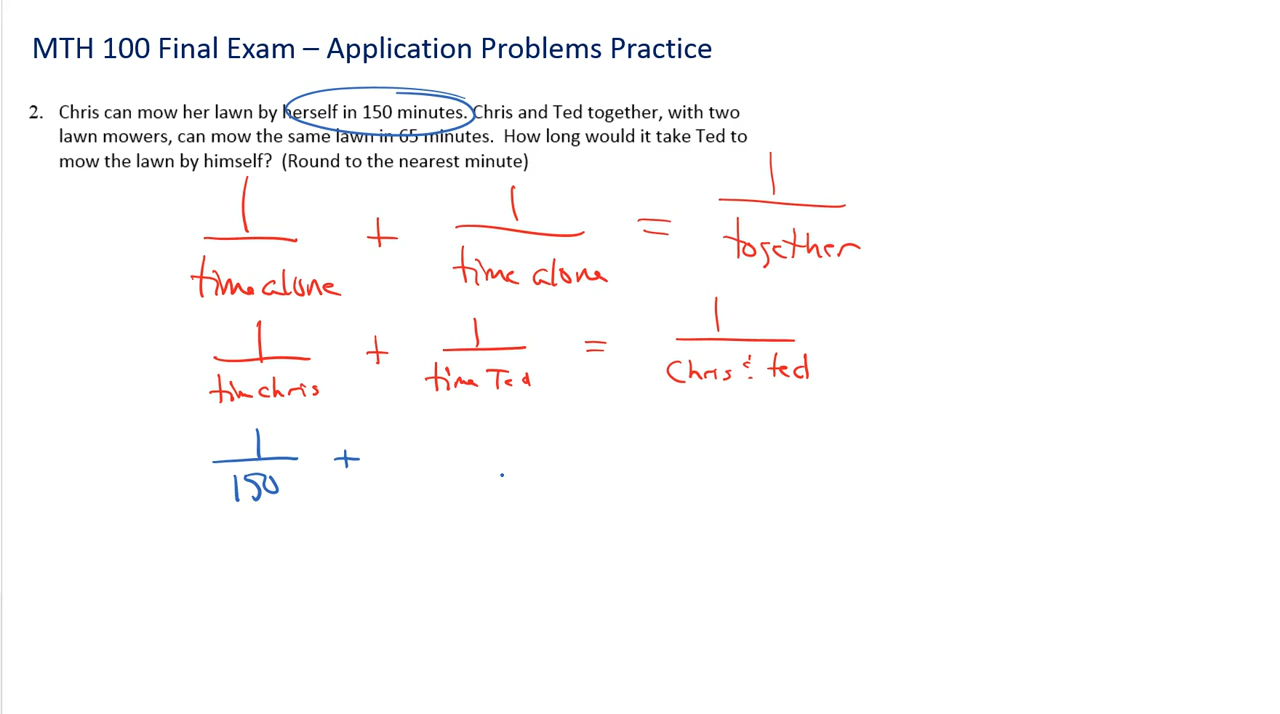 MTH 100 Final Exam – Application Problems Practice
2. Chris can mow her lawn by herself in 150 minutes. Chris and Ted together, with two
lawn mowers, can mow the same lawn in 65 minutes. How long would it take Ted to
mow the lawn by himself? (Round to the nearest minute)
1 + 1 = 1
time alone time alone together
1 + 1 = 1
tim chris time Ted Chris & ted
1 +
150